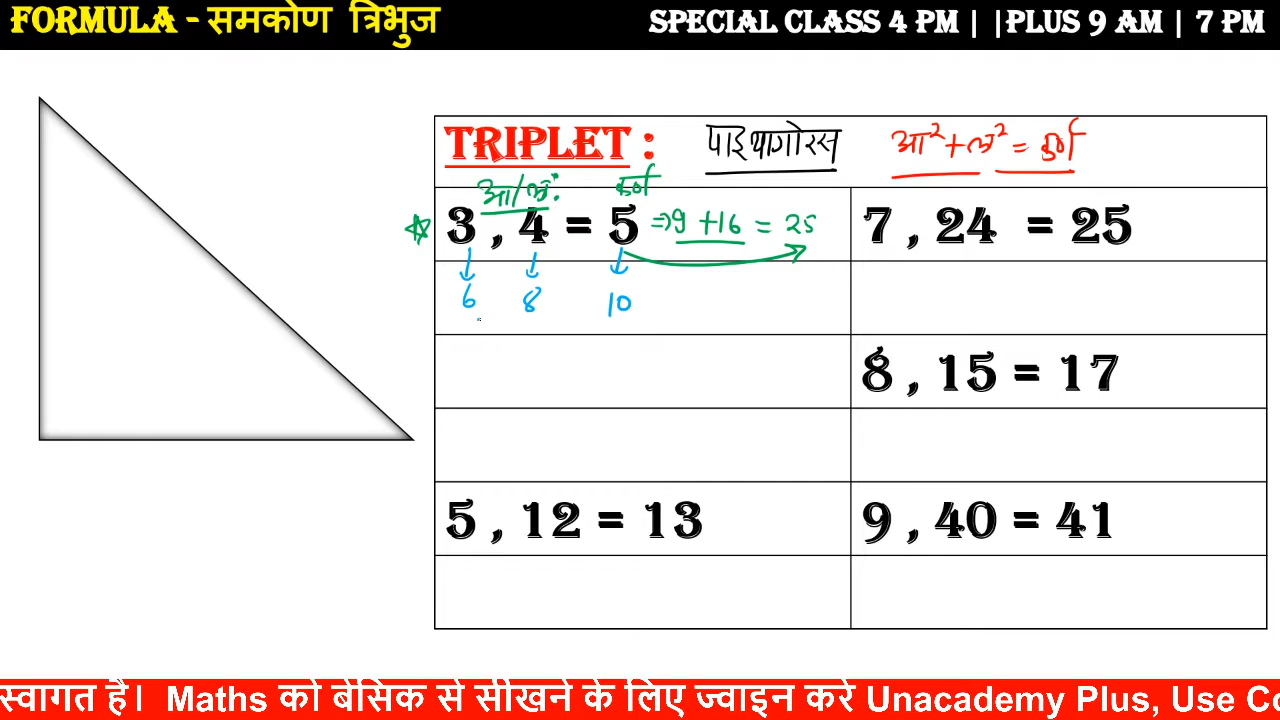 FORMULA - समकोण त्रिभुज
SPECIAL CLASS 4 PM | |PLUS 9 AM | 7 PM
TRIPLET :
पाइथागोरस
आ² + ल² = कर्ण
आ/ल
कर्ण
3 , 4 = 5 ⇒ 9 + 16 = 25
6 8 10
5 , 12 = 13
7 , 24 = 25
8 , 15 = 17
9 , 40 = 41
स्वागत है। Maths को बेसिक से सीखने के लिए ज्वाइन करे Unacademy Plus, Use Co